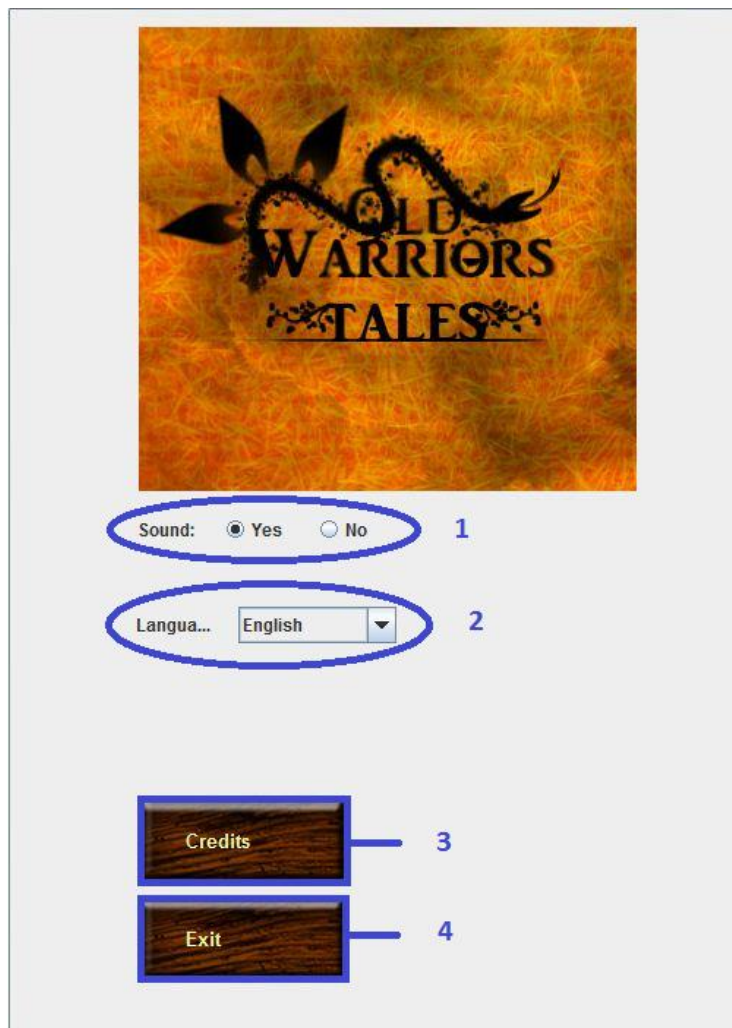 OLD
WARRIORS
TALES
Sound: Yes No 1
Langua... English 2
Credits 3
Exit 4